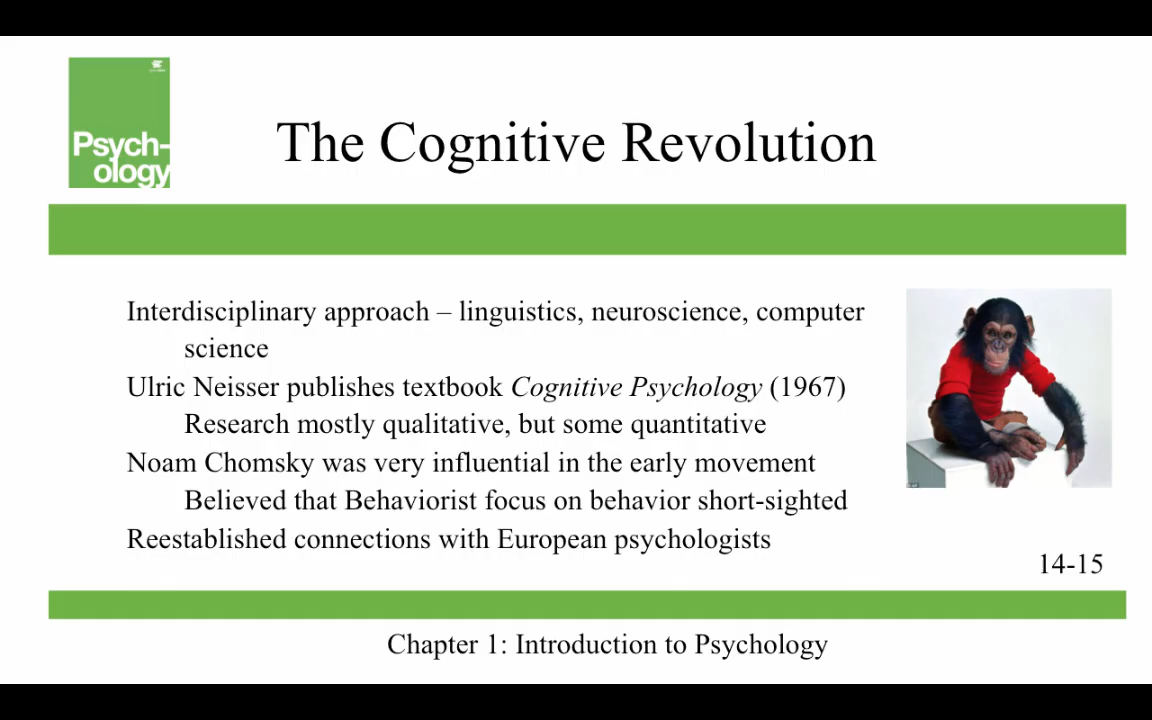 Psych-
ology
The Cognitive Revolution
Interdisciplinary approach – linguistics, neuroscience, computer
science
Ulric Neisser publishes textbook Cognitive Psychology (1967)
Research mostly qualitative, but some quantitative
Noam Chomsky was very influential in the early movement
Believed that Behaviorist focus on behavior short-sighted
Reestablished connections with European psychologists
14-15
Chapter 1: Introduction to Psychology